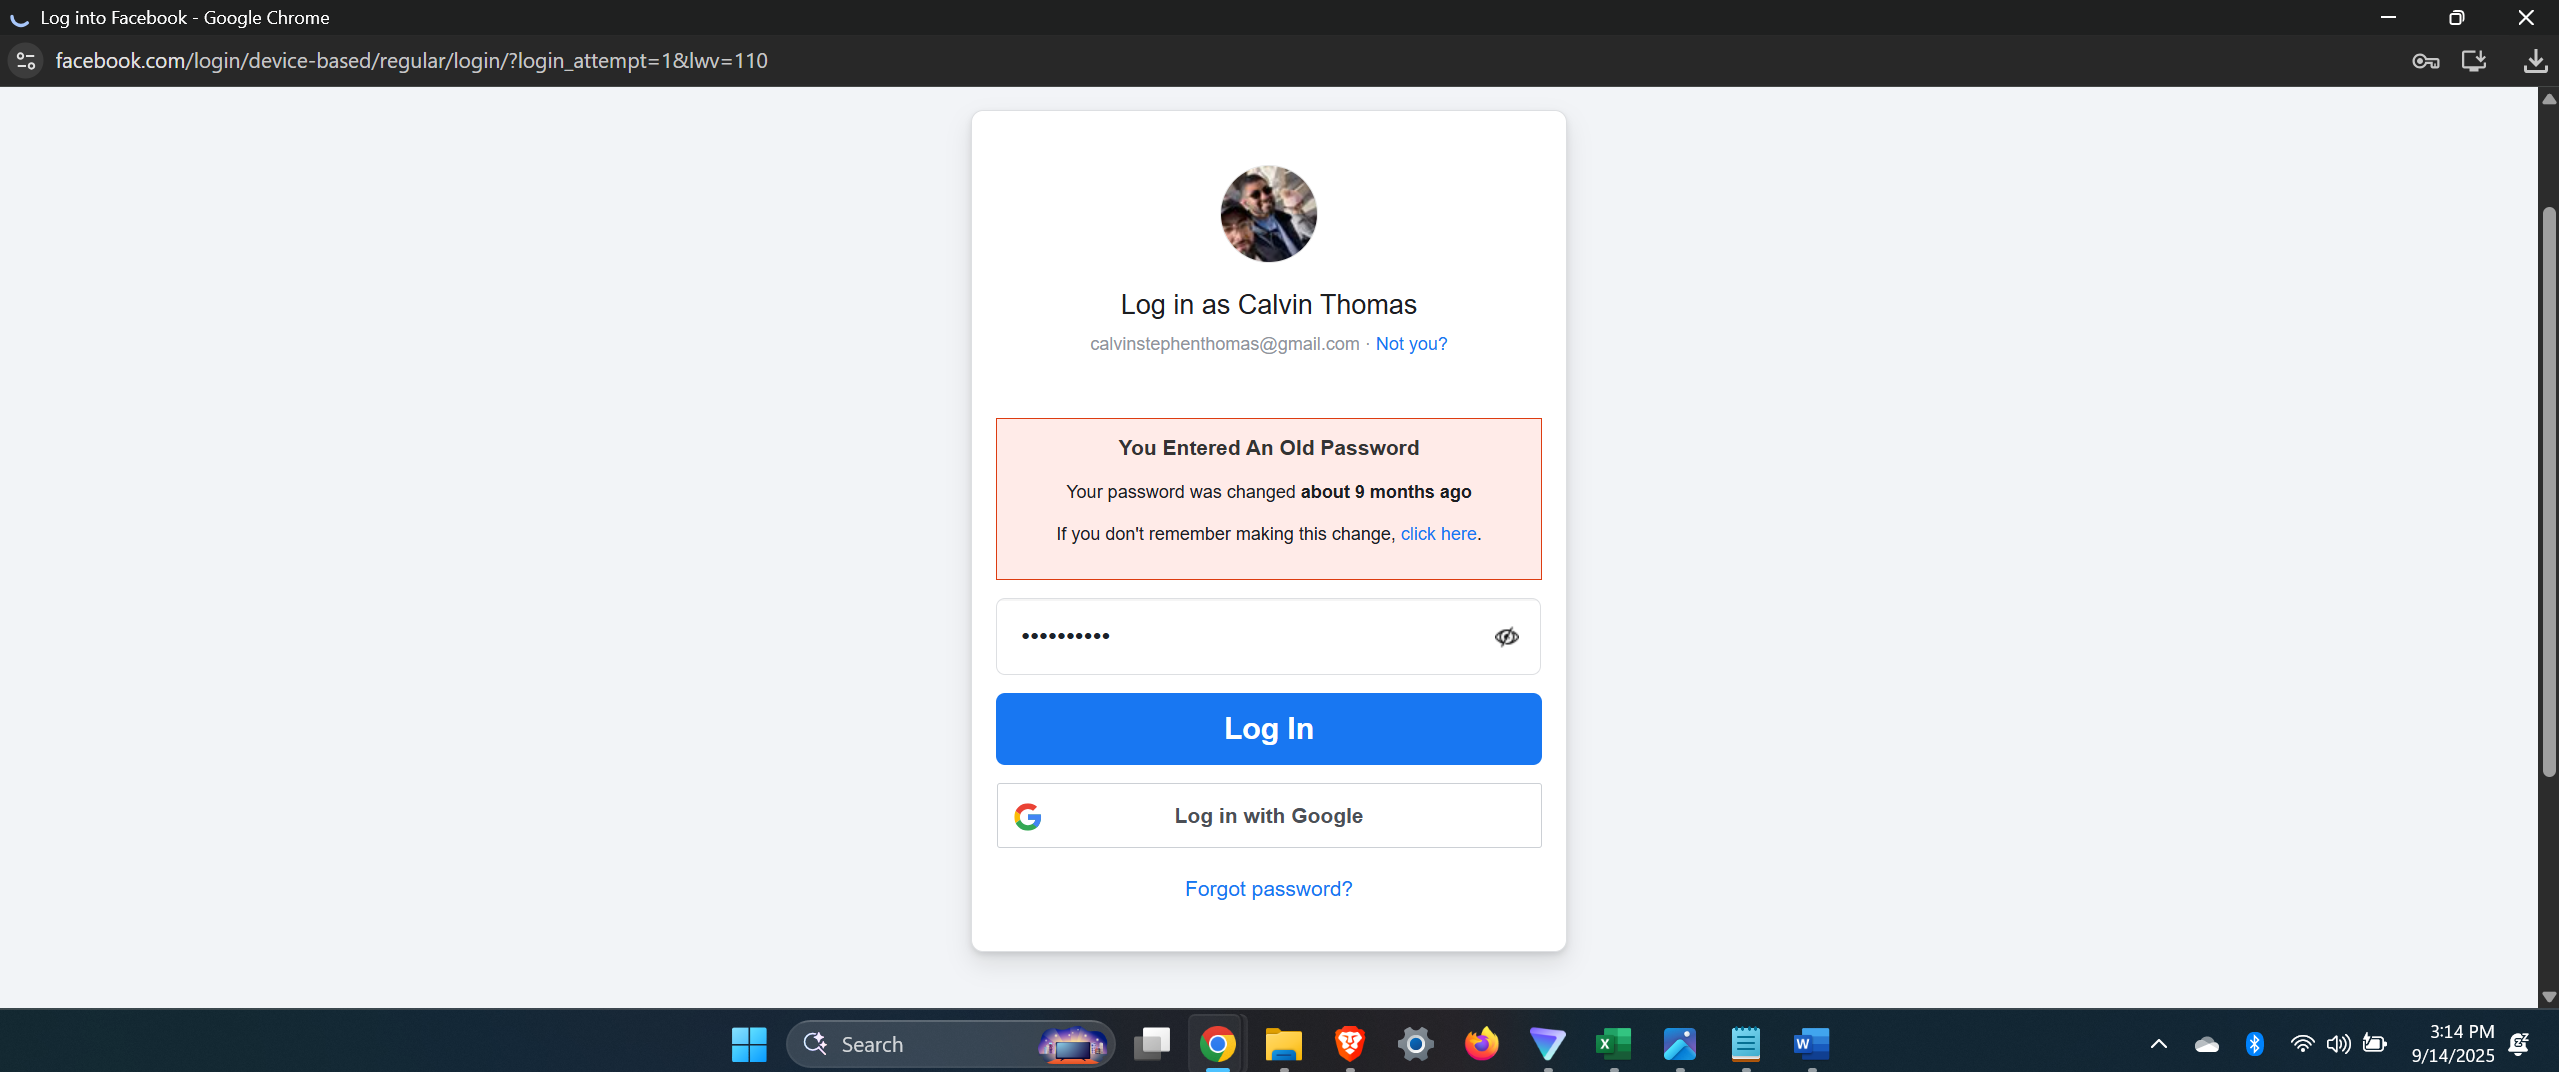 Log into Facebook - Google Chrome
facebook.com/login/device-based/regular/login/?login_attempt=1&lwv=110
Log in as Calvin Thomas
calvinstephenthomas@gmail.com · Not you?
You Entered An Old Password
Your password was changed about 9 months ago
If you don't remember making this change, click here.
••••••••••
Log In
Log in with Google
Forgot password?
Search
3:14 PM
9/14/2025